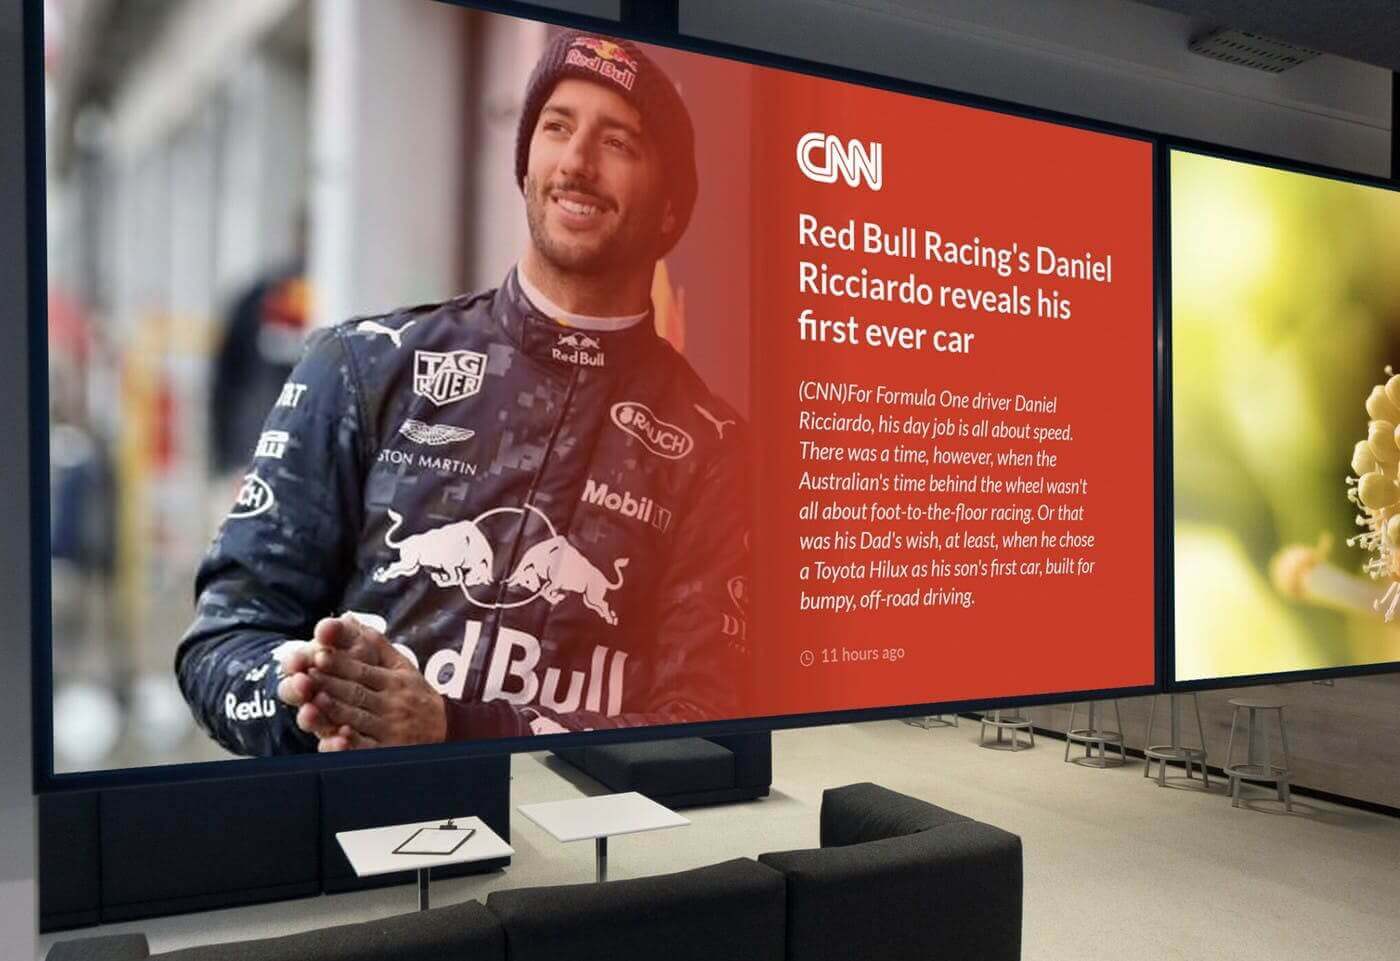 Red Bull
CNN
Red Bull Racing's Daniel
Ricciardo reveals his
first ever car
(CNN)For Formula One driver Daniel
Ricciardo, his day job is all about speed.
There was a time, however, when the
Australian's time behind the wheel wasn't
all about foot-to-the-floor racing. Or that
was his Dad's wish, at least, when he chose
a Toyota Hilux as his son's first car, built for
bumpy, off-road driving.
11 hours ago
Red Bull
TAG
HEUER
RAUCH
STON MARTIN
Mobil 1
AT&T
CH
ed Bull
Red